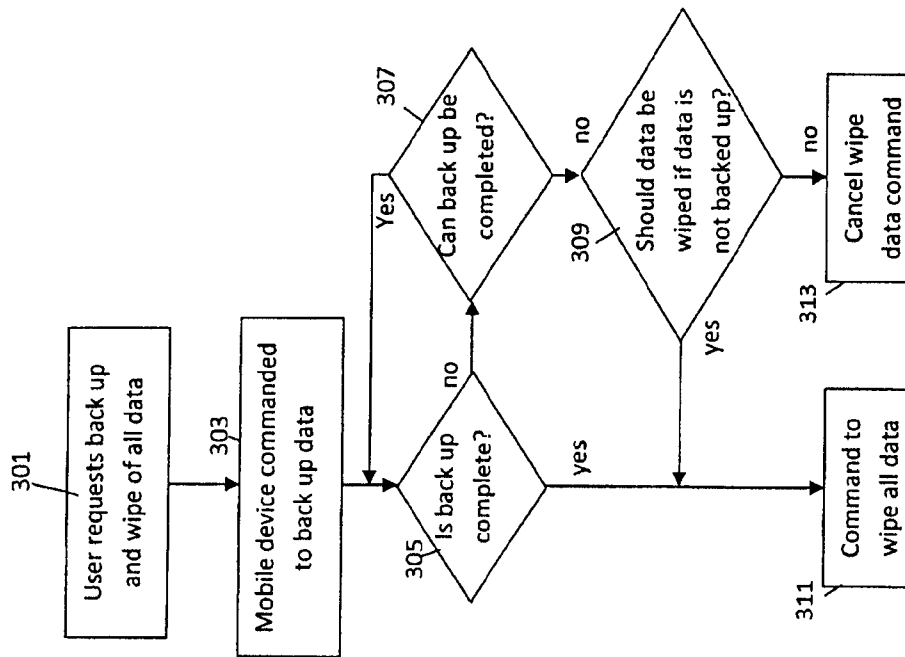 301
User requests back up
and wipe of all data
303
Mobile device commanded
to back up data
Yes
307
Can back up be
completed?
305
Is back up
complete?
no
no
309
Should data be
wiped if data is
not backed up?
yes
yes
no
311
Command to
wipe all data
313
Cancel wipe
data command